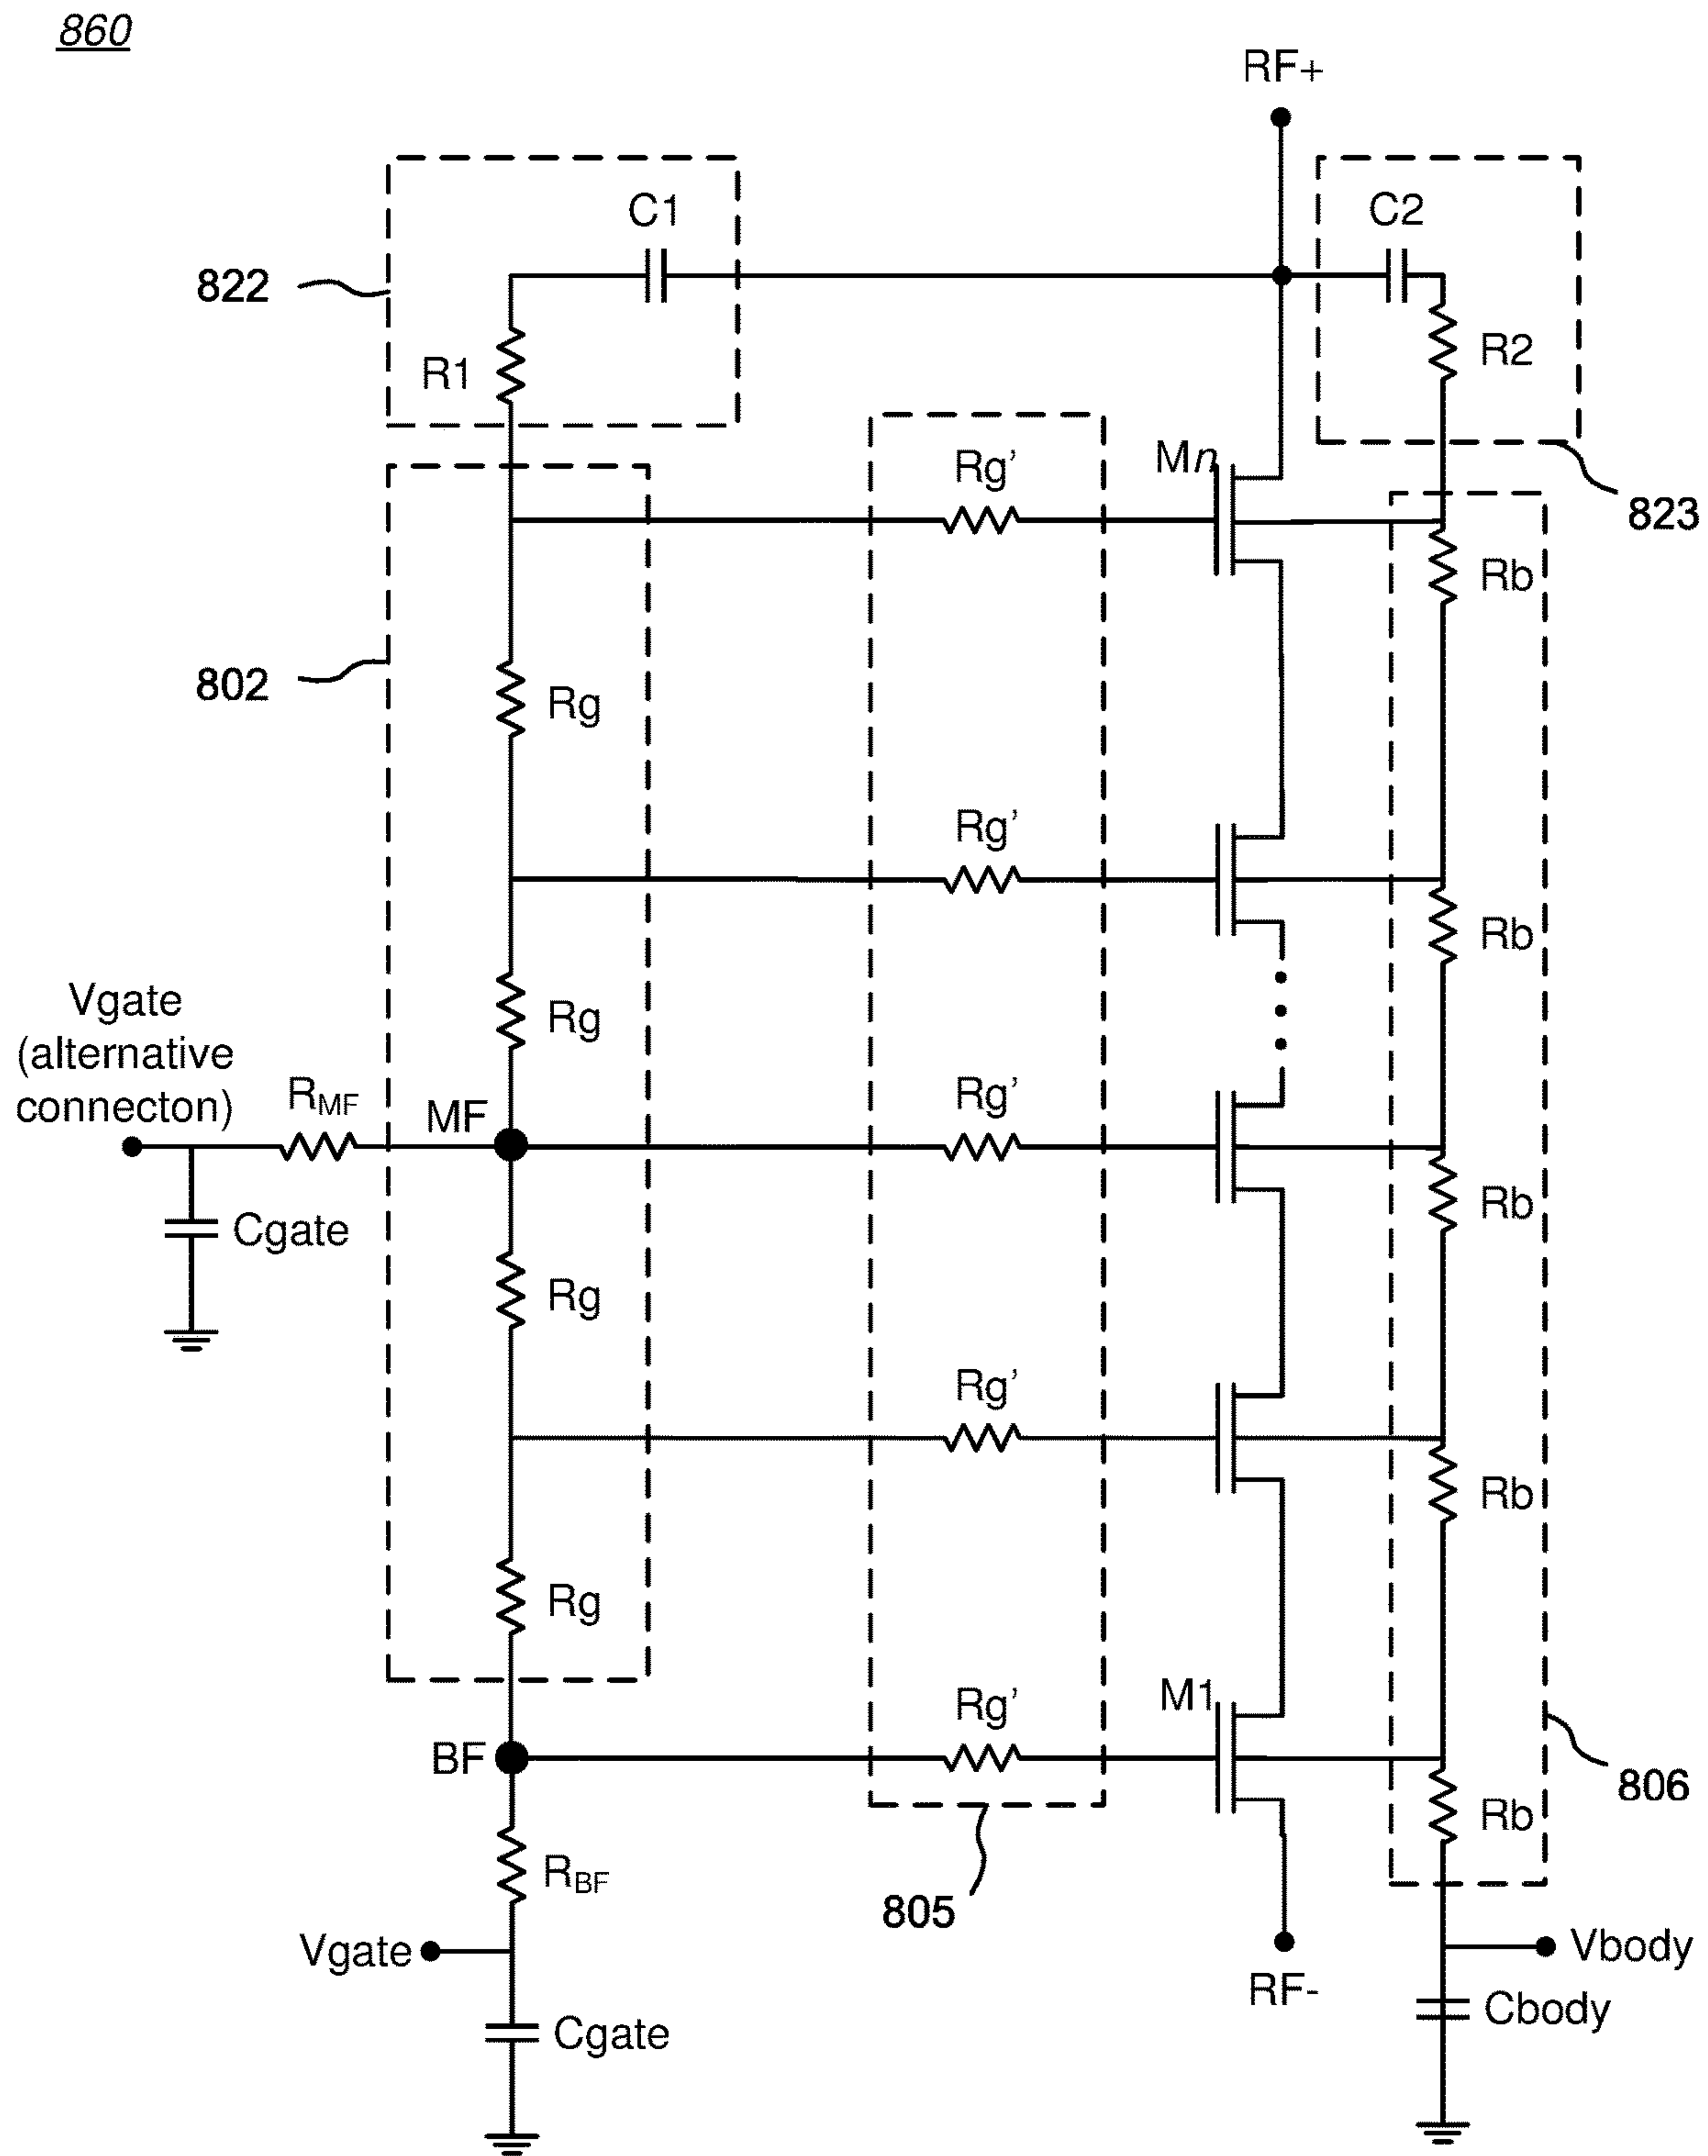 860
RF+
C1
C2
822
R1
R2
Rg’
Mn
823
Rb
802
Rg
Rg’
Rb
Vgate
(alternative
connecton)
Rg
RMF
MF
Rg’
Rb
Cgate
Rg
Rg’
Rb
Rg
Rg’
M1
BF
806
Rb
RBF
805
Vgate
RF-
Vbody
Cgate
Cbody